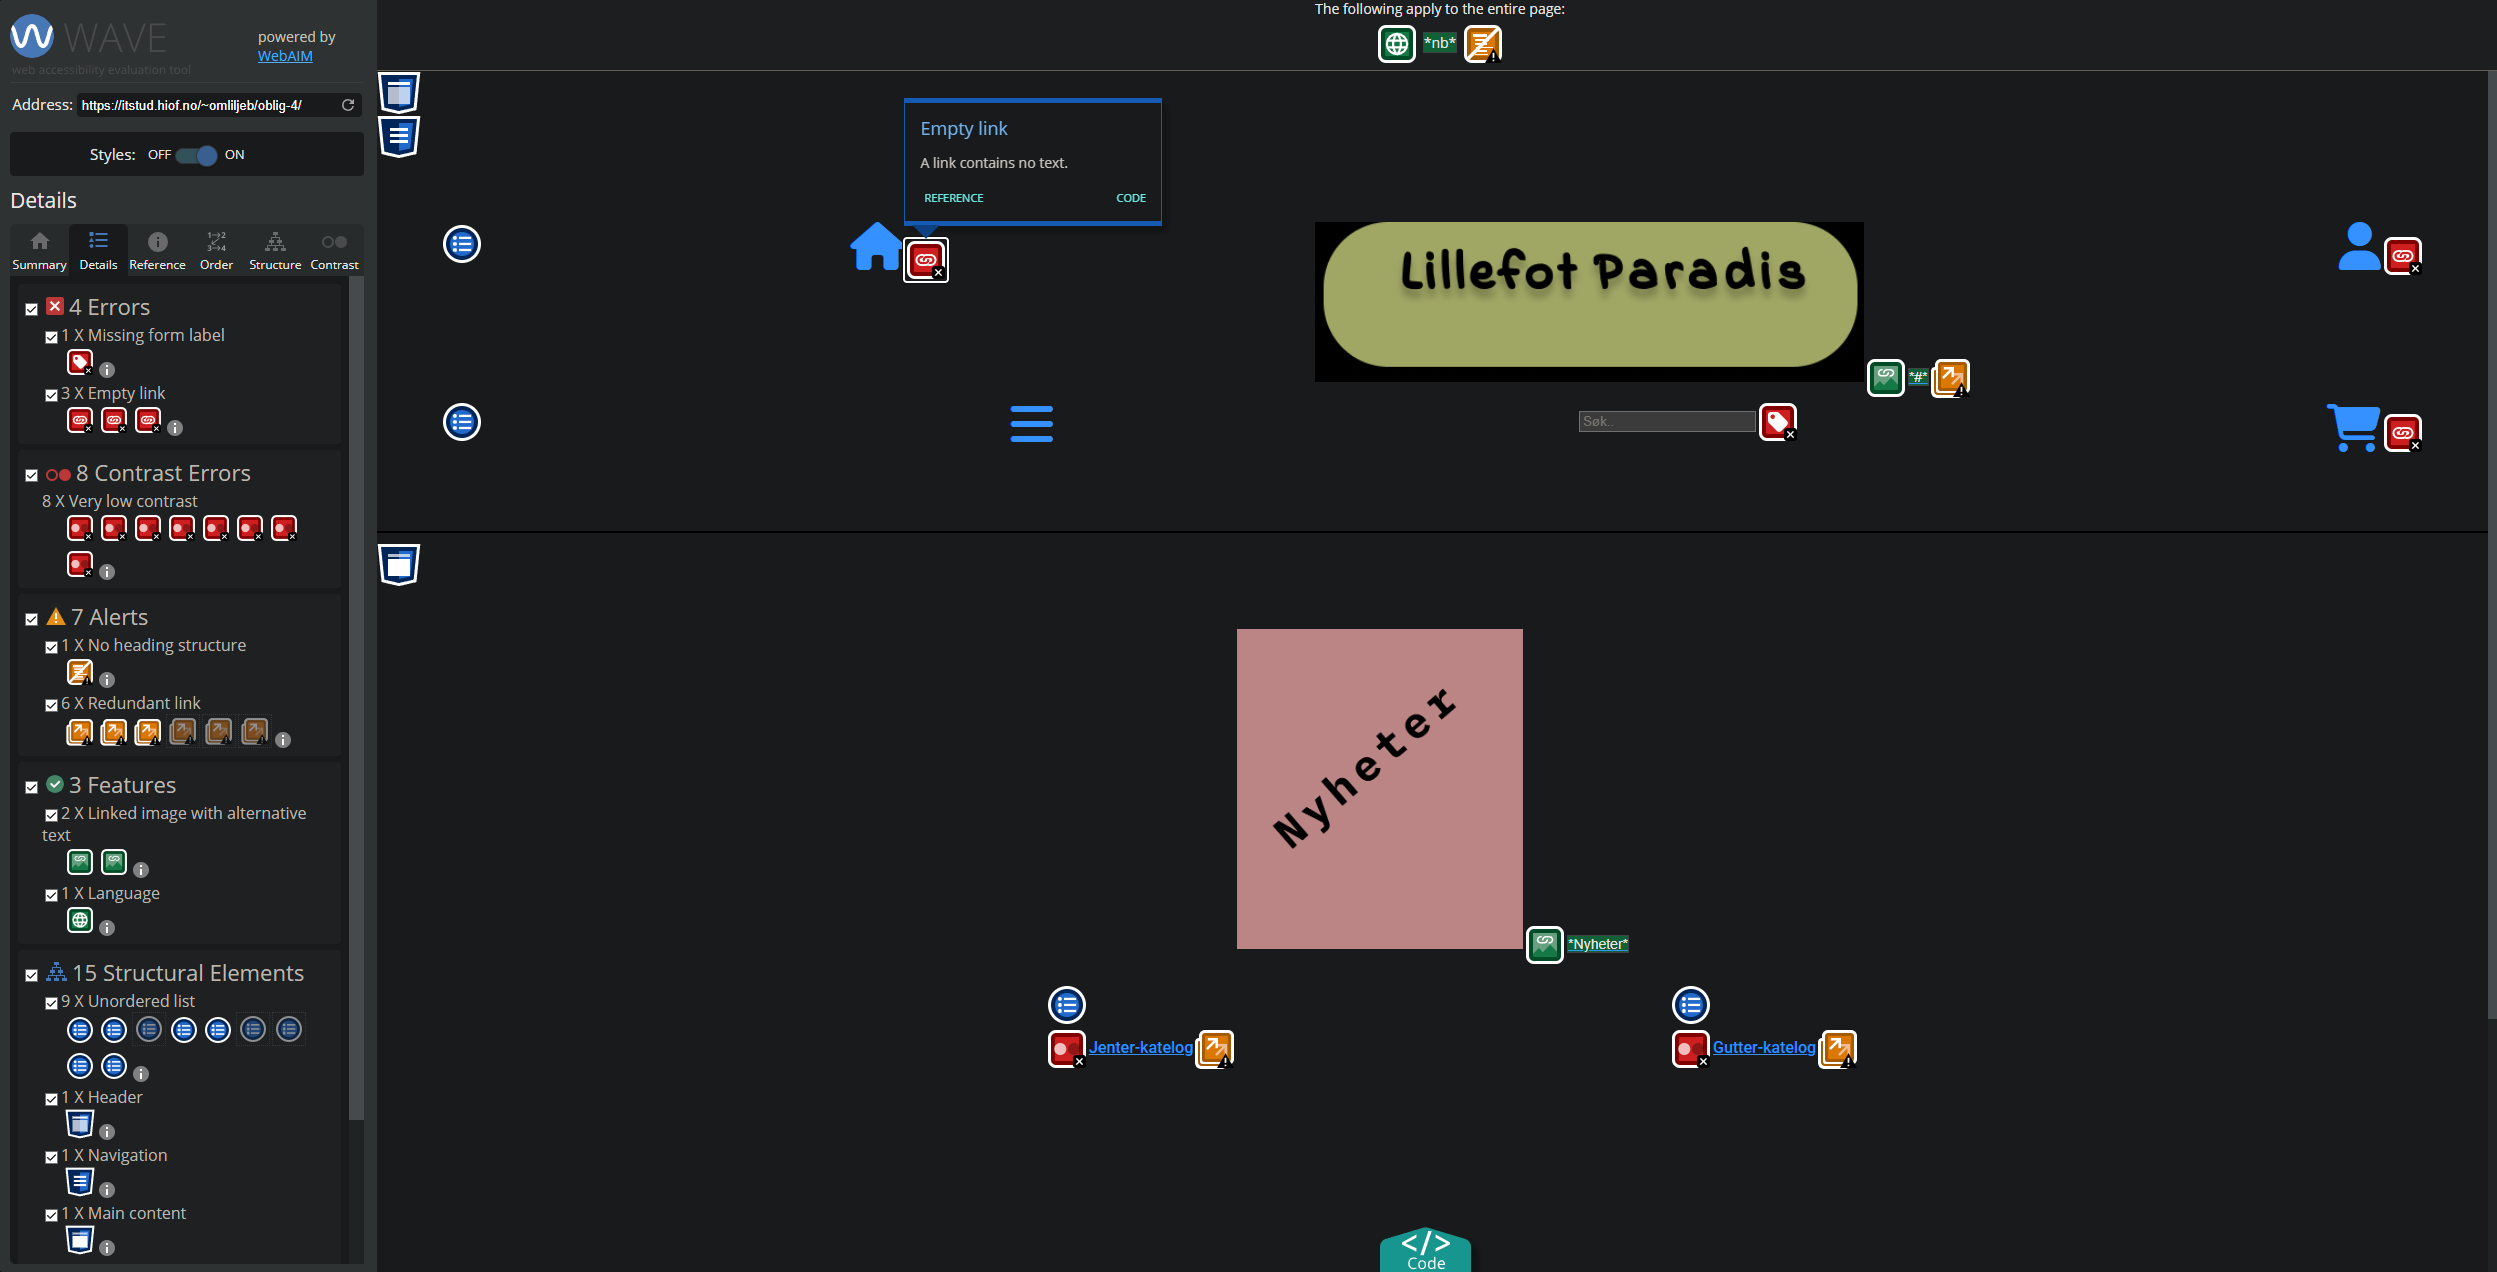 WAVE
web accessibility evaluation tool
powered by
WebAIM
Address: https://itstud.hiof.no/~omliljeb/oblig-4/
Styles: OFF ON
Details
Summary Details Reference Order Structure Contrast
4 Errors
1 X Missing form label
3 X Empty link
8 Contrast Errors
8 X Very low contrast
7 Alerts
1 X No heading structure
6 X Redundant link
3 Features
2 X Linked image with alternative
text
1 X Language
15 Structural Elements
9 X Unordered list
1 X Header
1 X Navigation
1 X Main content
The following apply to the entire page:
*nb*
Empty link
A link contains no text.
REFERENCE CODE
Lillefot Paradis
*#*
Søk..
Nyheter
*Nyheter*
Jenter-katelog
Gutter-katelog
</>
Code